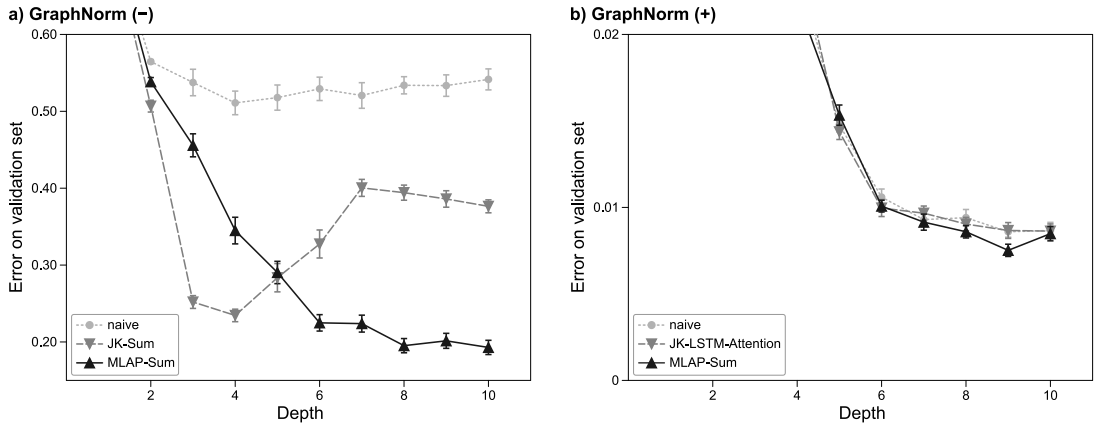 a) GraphNorm (−)
0.60
0.50
0.40
0.30
0.20
Error on validation set
2
4
6
8
10
Depth
naive
JK-Sum
MLAP-Sum
b) GraphNorm (+)
0.02
0.01
0
Error on validation set
2
4
6
8
10
Depth
naive
JK-LSTM-Attention
MLAP-Sum